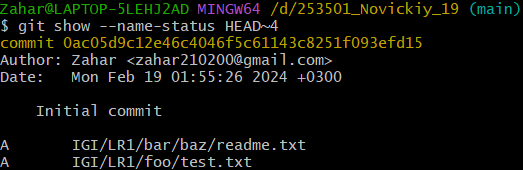 Zahar@LAPTOP-5LEHJ2AD MINGW64 /d/253501_Novickiy_19 (main)
$ git show --name-status HEAD~4
commit 0ac05d9c12e46c4046f5c61143c8251f093efd15
Author: Zahar <zahar210200@gmail.com>
Date:   Mon Feb 19 01:55:26 2024 +0300
    Initial commit
A       IGI/LR1/bar/baz/readme.txt
A       IGI/LR1/foo/test.txt